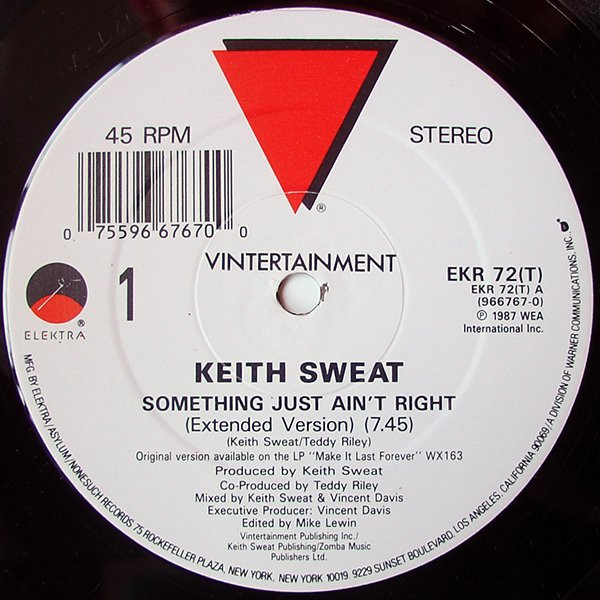 45 RPM
STEREO
®
0 75596 67670 0
VINTERTAINMENT
EKR 72(T)
EKR 72(T) A
(966767-0)
℗ 1987 WEA
International Inc.
1
®
ELEKTRA
KEITH SWEAT
SOMETHING JUST AIN'T RIGHT
(Extended Version) (7.45)
(Keith Sweat/Teddy Riley)
Original version available on the LP "Make It Last Forever" WX163
Produced by Keith Sweat
Co-Produced by Teddy Riley
Mixed by Keith Sweat & Vincent Davis
Executive Producer: Vincent Davis
Edited by Mike Lewin
Vintertainment Publishing Inc./
Keith Sweat Publishing/Zomba Music
Publishers Ltd.
MFG. BY ELEKTRA/ASYLUM/NONESUCH RECORDS 75 ROCKEFELLER PLAZA, NEW YORK, NEW YORK 10019. 9229 SUNSET BOULEVARD, LOS ANGELES, CALIFORNIA 90069/A DIVISION OF WARNER COMMUNICATIONS, INC.